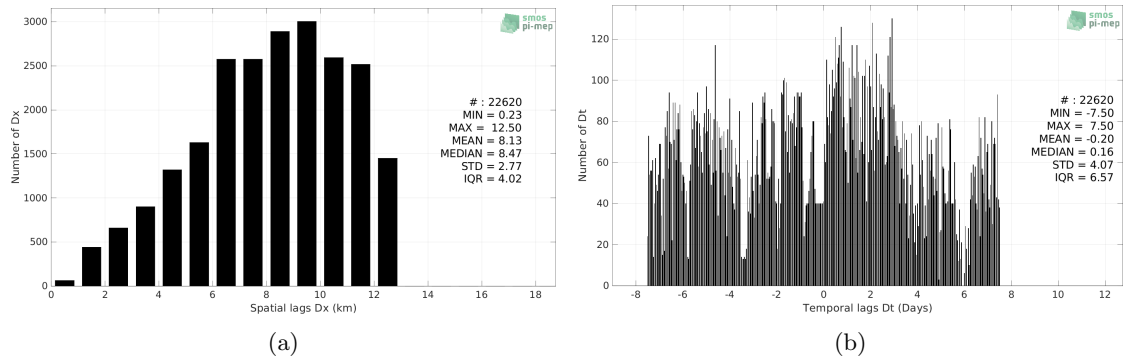 smos
pi-mep
3000
2500
2000
1500
1000
500
0
Number of Dx
# : 22620
MIN = 0.23
MAX = 12.50
MEAN = 8.13
MEDIAN = 8.47
STD = 2.77
IQR = 4.02
0 2 4 6 8 10 12 14 16 18
Spatial lags Dx (km)
(a)
smos
pi-mep
120
100
80
60
40
20
0
Number of Dt
# : 22620
MIN = -7.50
MAX = 7.50
MEAN = -0.20
MEDIAN = 0.16
STD = 4.07
IQR = 6.57
-8 -6 -4 -2 0 2 4 6 8 10 12
Temporal lags Dt (Days)
(b)